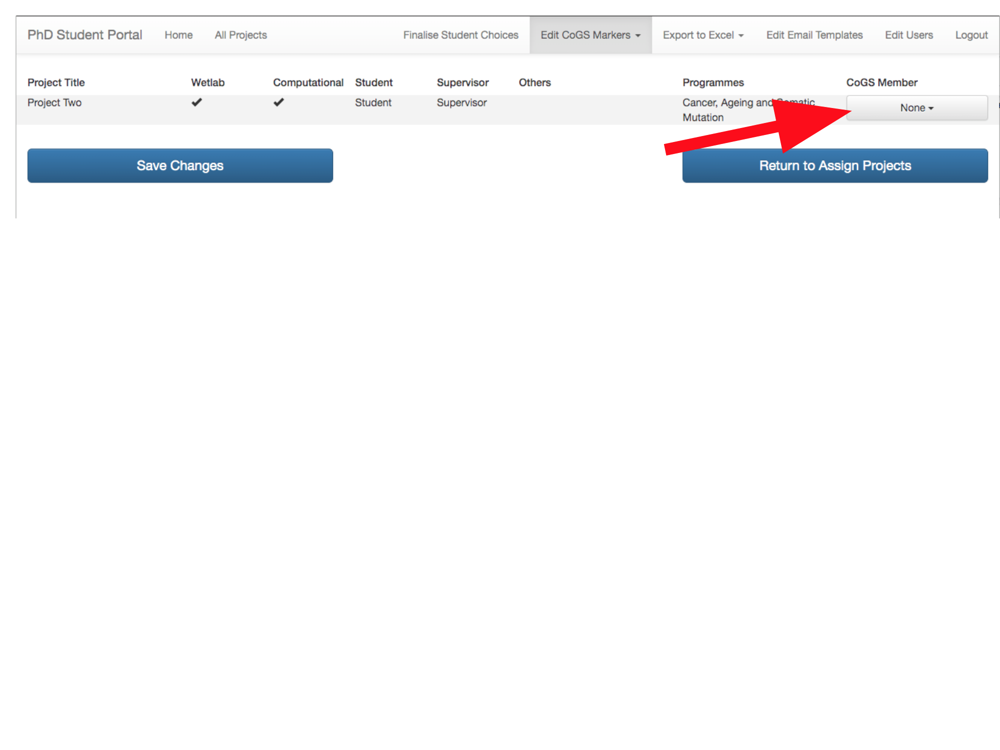 PhD Student Portal Home All Projects Finalise Student Choices Edit CoGS Markers Export to Excel Edit Email Templates Edit Users Logout
Project Title Wetlab Computational Student Supervisor Others Programmes CoGS Member
Project Two Student Supervisor Cancer, Ageing and Somatic None
Mutation
Save Changes Return to Assign Projects